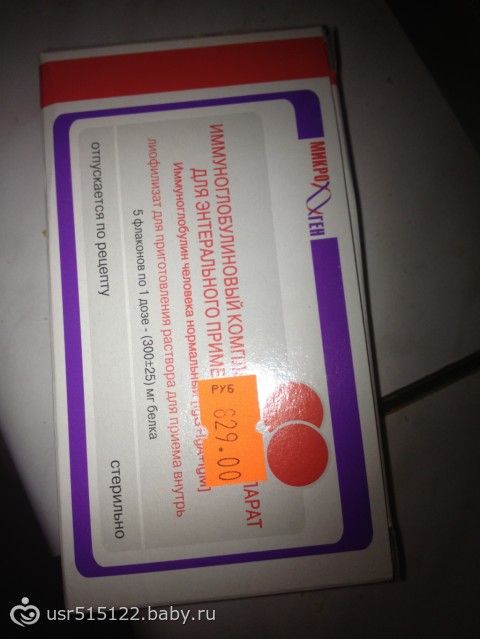 МИКРОГЕН
ИММУНОГЛОБУЛИНОВЫЙ КОМПЛ ПАРАТ
ДЛЯ ЭНТЕРАЛЬНОГО ПРИМЕ
Иммуноглобулин человека нормальный
лиофилизат для приготовления раствора для приема внутрь
5 флаконов по 1 дозе - (300±25) мг белка
отпускается по рецепту
стерильно
РУБ
629.00
usr515122.baby.ru